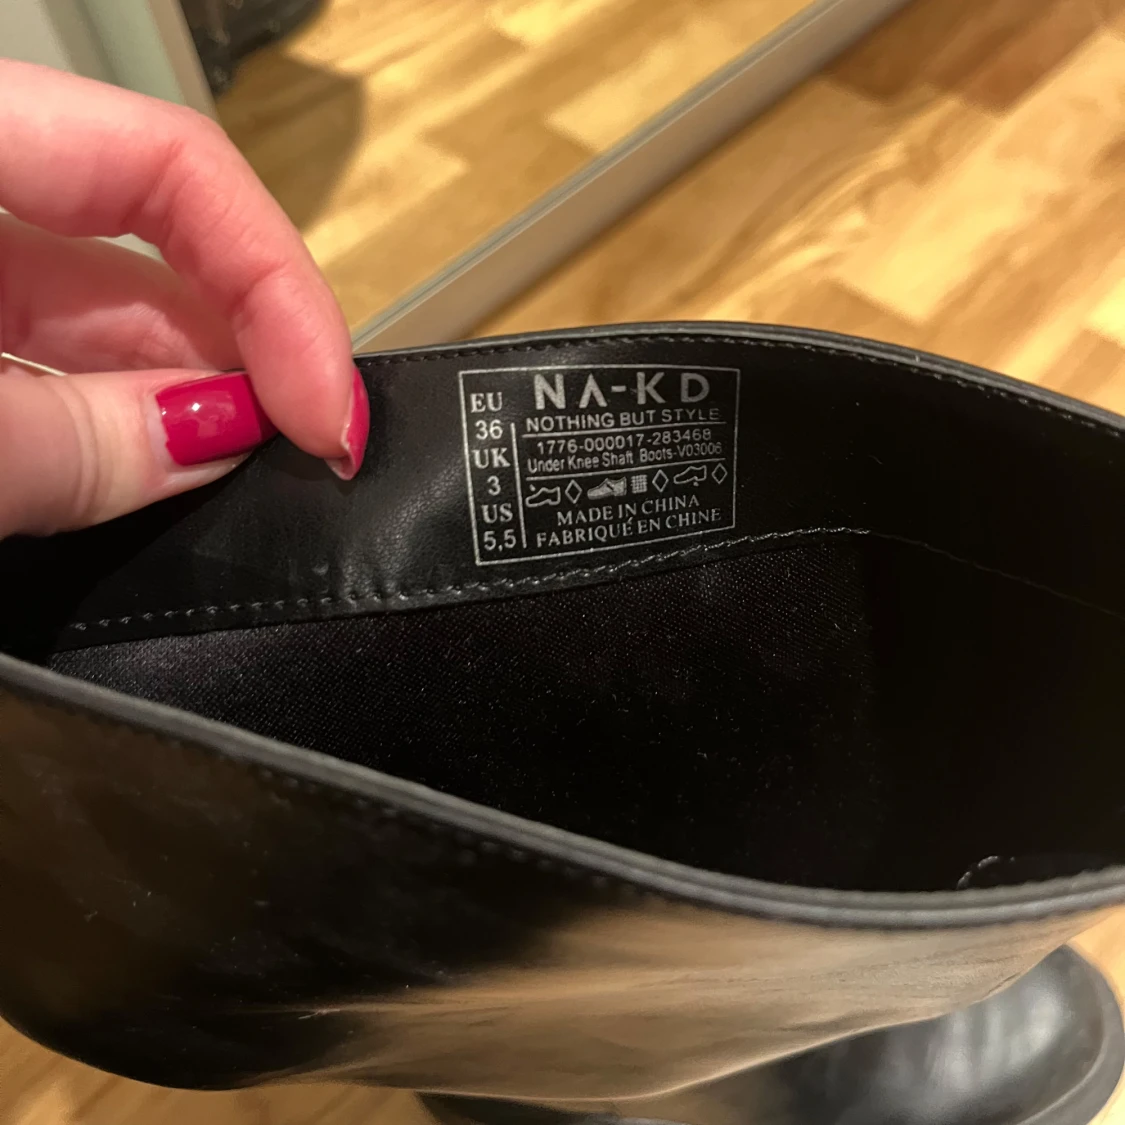 EU
36
UK
3
US
5,5
NA-KD
NOTHING BUT STYLE
1776-000017-283468
Under Knee Shaft Boots-V03006
MADE IN CHINA
FABRIQUÉ EN CHINE